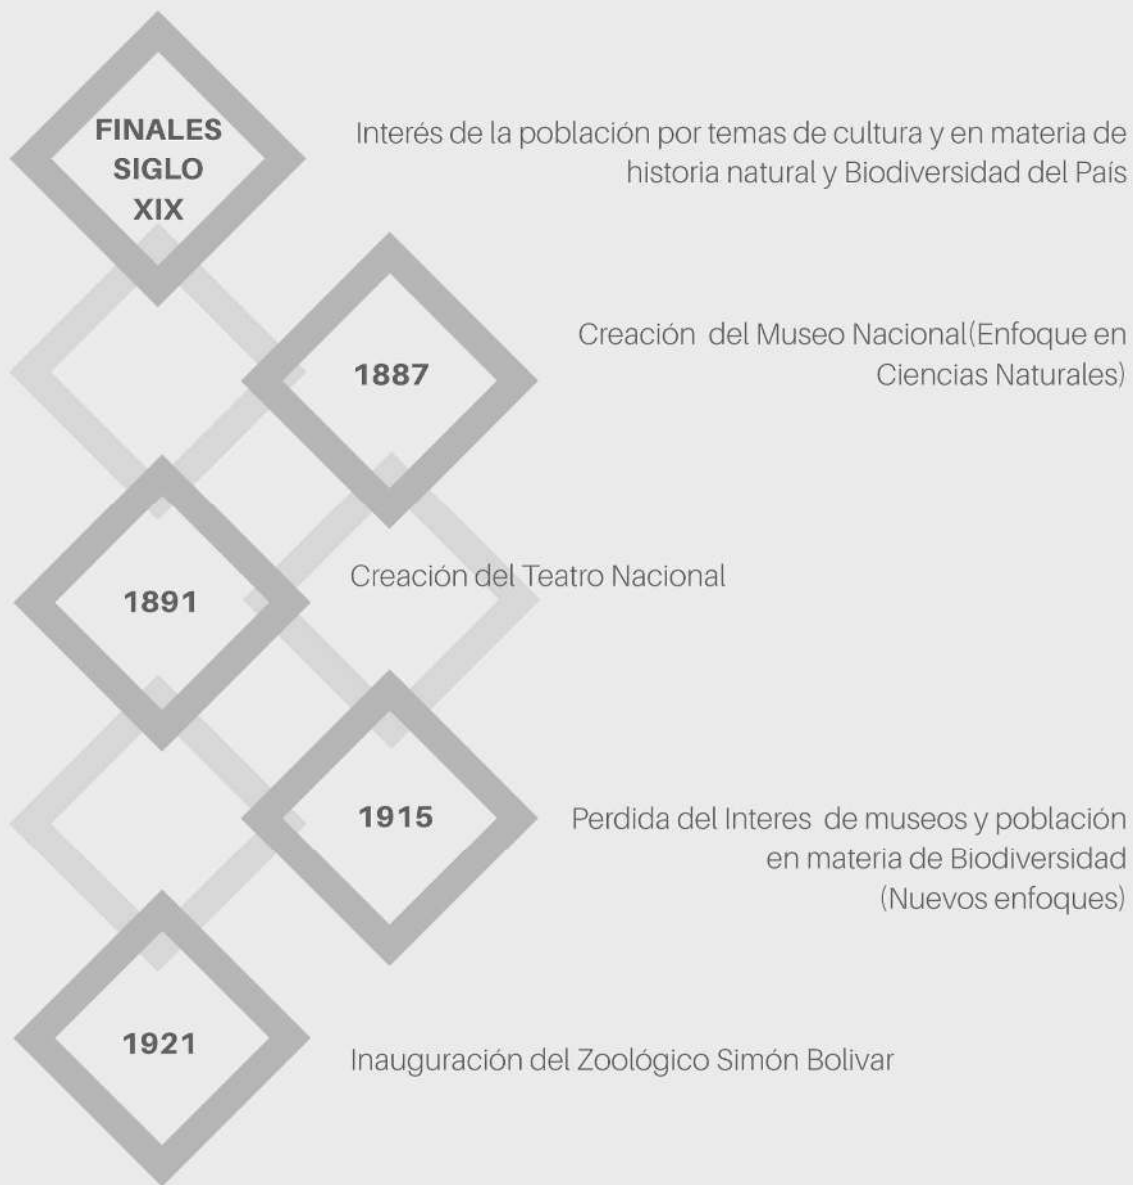 FINALES
SIGLO
XIX
Interés de la población por temas de cultura y en materia de
historia natural y Biodiversidad del País
1887
Creación del Museo Nacional(Enfoque en
Ciencias Naturales)
1891
Creación del Teatro Nacional
1915
Perdida del Interes de museos y población
en materia de Biodiversidad
(Nuevos enfoques)
1921
Inauguración del Zoológico Simón Bolivar